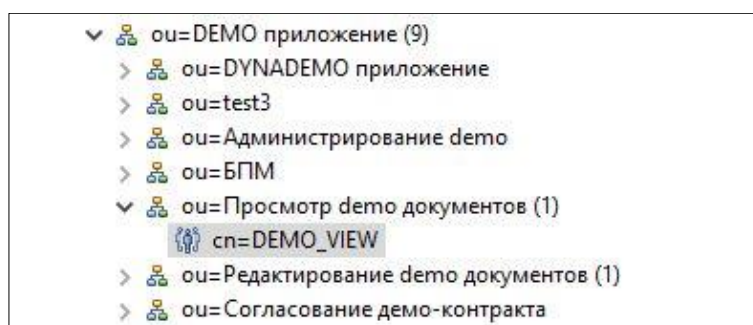 ou=DEMO приложение (9)
ou=DYNADEMO приложение
ou=test3
ou=Администрирование demo
ou=БПМ
ou=Просмотр demo документов (1)
cn=DEMO_VIEW
ou=Редактирование demo документов (1)
ou=Согласование демо-контракта